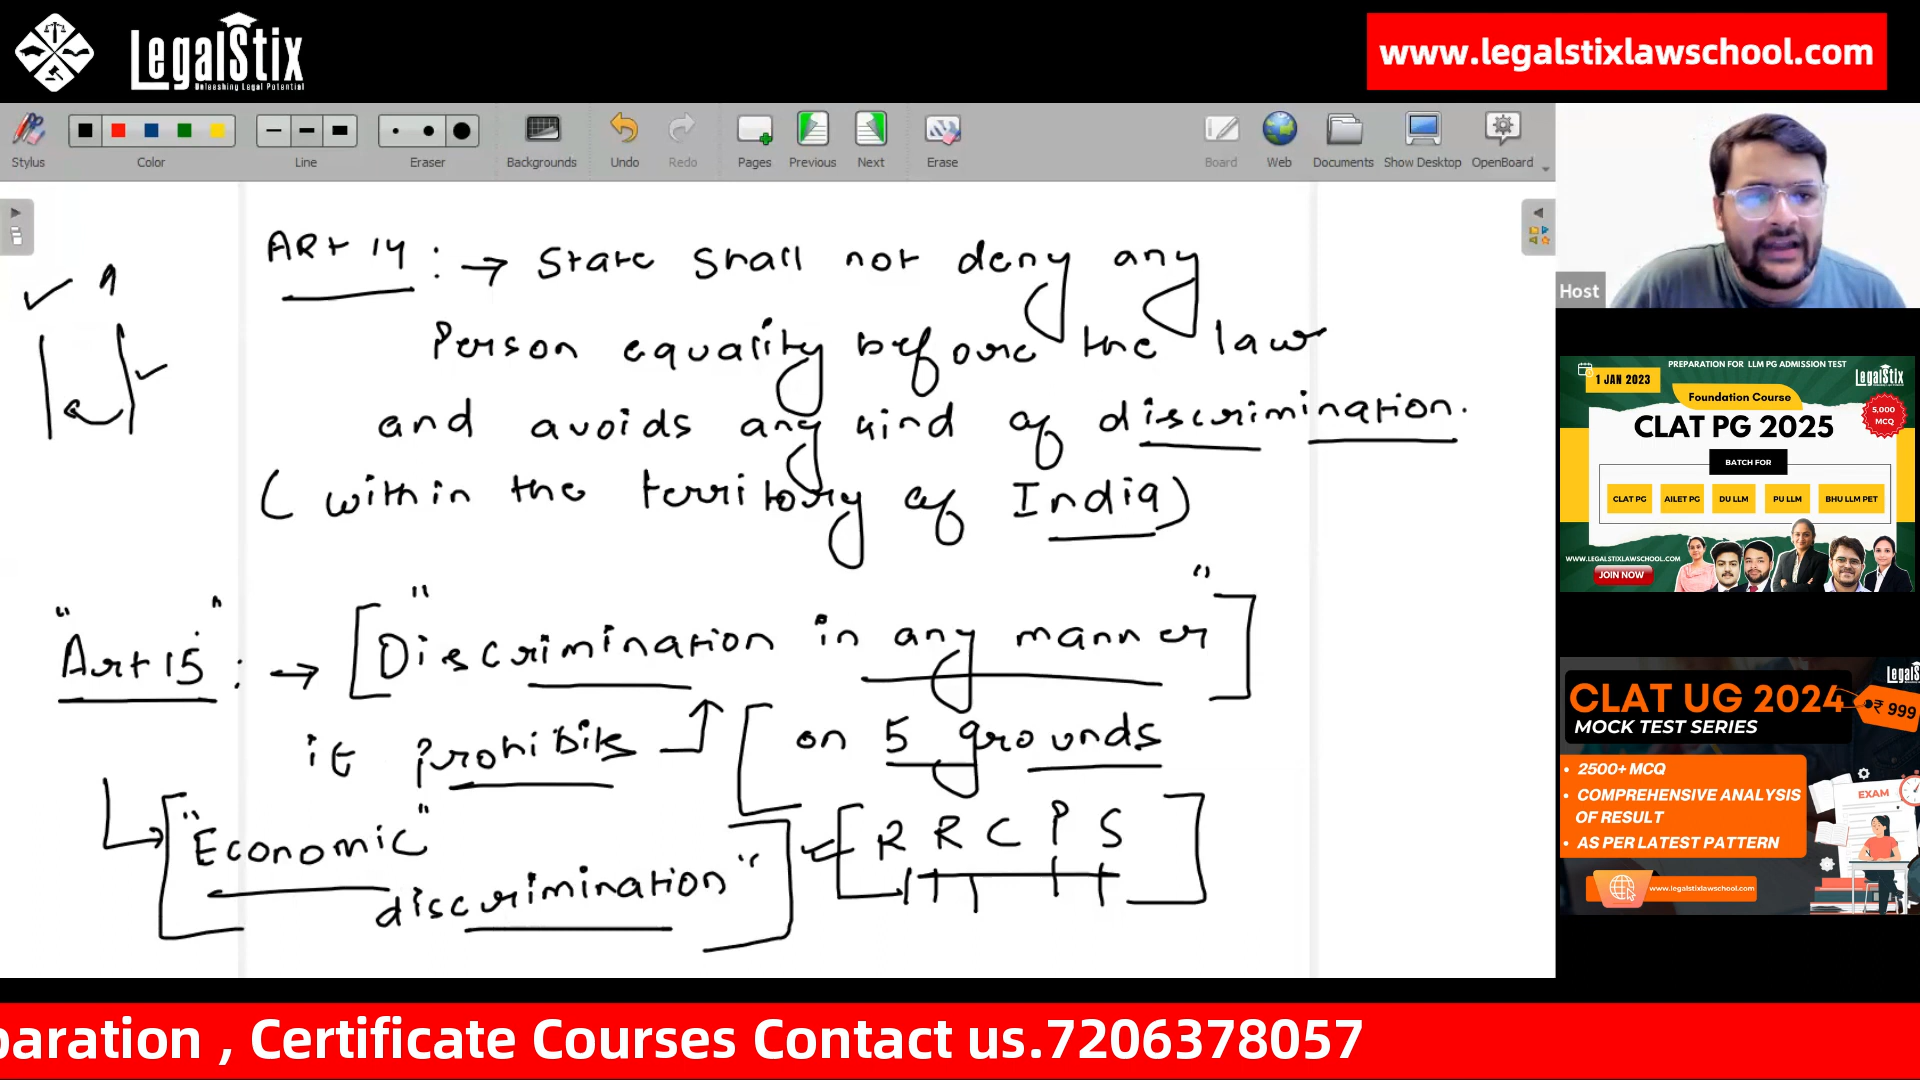 LegalStix
Unleashing Legal Potential
www.legalstixlawschool.com
Stylus
Color
Line
Eraser
Backgrounds
Undo
Redo
Pages
Previous
Next
Erase
Board
Web
Documents
Show Desktop
OpenBoard
ARt 14 : → State shall not deny any
Person equality before the law
and avoids any kind of discrimination.
( within the territory of India )
"Art 15" : → ["Discrimination in any manner"]
it prohibits
on 5 grounds
"Economic"
discrimination"
R R C P S
Host
1 JAN 2023
PREPARATION FOR LLM PG ADMISSION TEST
LegalStix
Foundation Course
5,000
MCQ
CLAT PG 2025
BATCH FOR
CLAT PG
AILET PG
DU LLM
PU LLM
BHU LLM PET
WWW.LEGALSTIXLAWSCHOOL.COM
JOIN NOW
LegalS
CLAT UG 2024
₹ 999
MOCK TEST SERIES
• 2500+ MCQ
• COMPREHENSIVE ANALYSIS
OF RESULT
• AS PER LATEST PATTERN
EXAM
www.legalstixlawschool.com
paration , Certificate Courses Contact us.7206378057